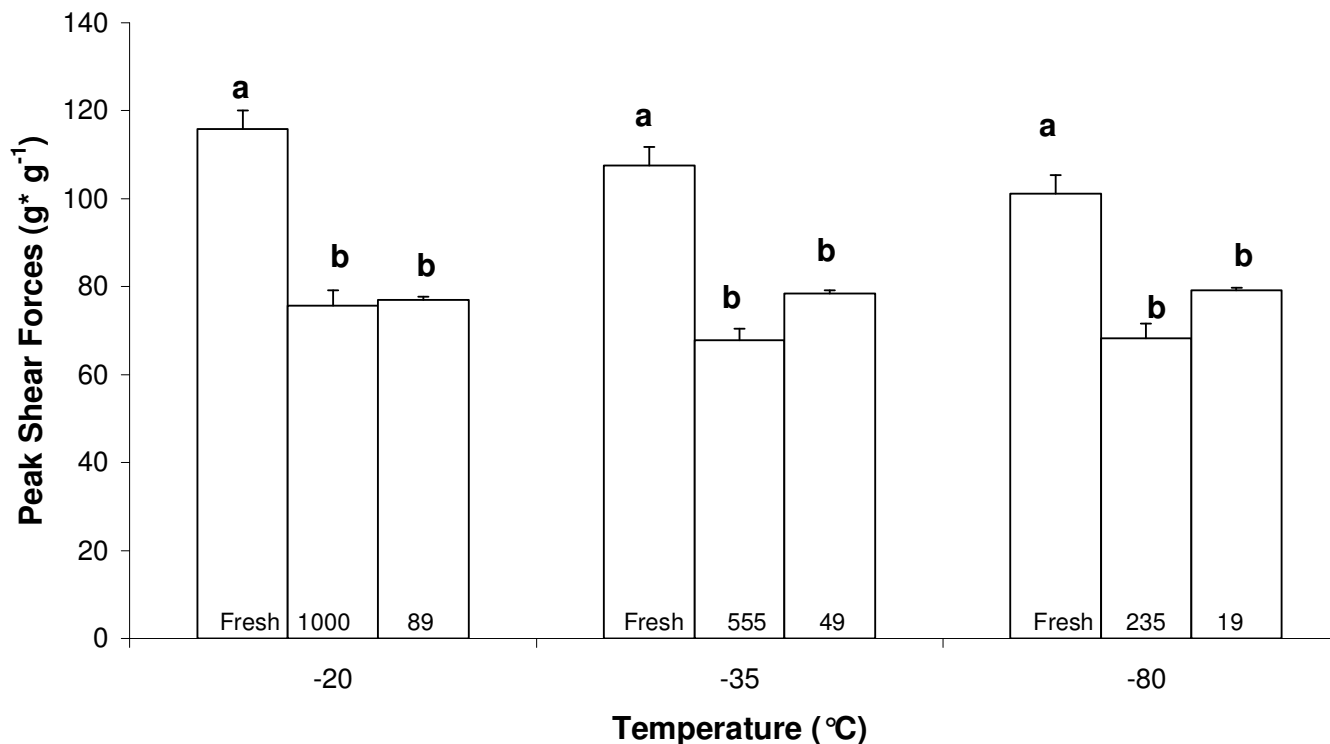 140
120
100
80
60
40
20
0
Peak Shear Forces (g* g-1)
a
b
b
a
b
b
a
b
b
Fresh 1000 89
Fresh 555 49
Fresh 235 19
-20 -35 -80
Temperature (°C)